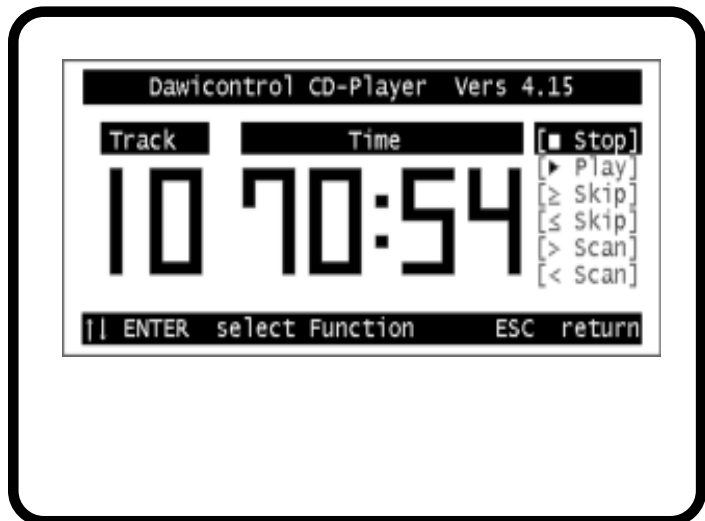 Dawicontrol CD-Player Vers 4.15
Track Time
10 70:54
[■ Stop]
[▶ Play]
[≥ Skip]
[≤ Skip]
[> Scan]
[< Scan]
↑↓ ENTER select Function ESC return